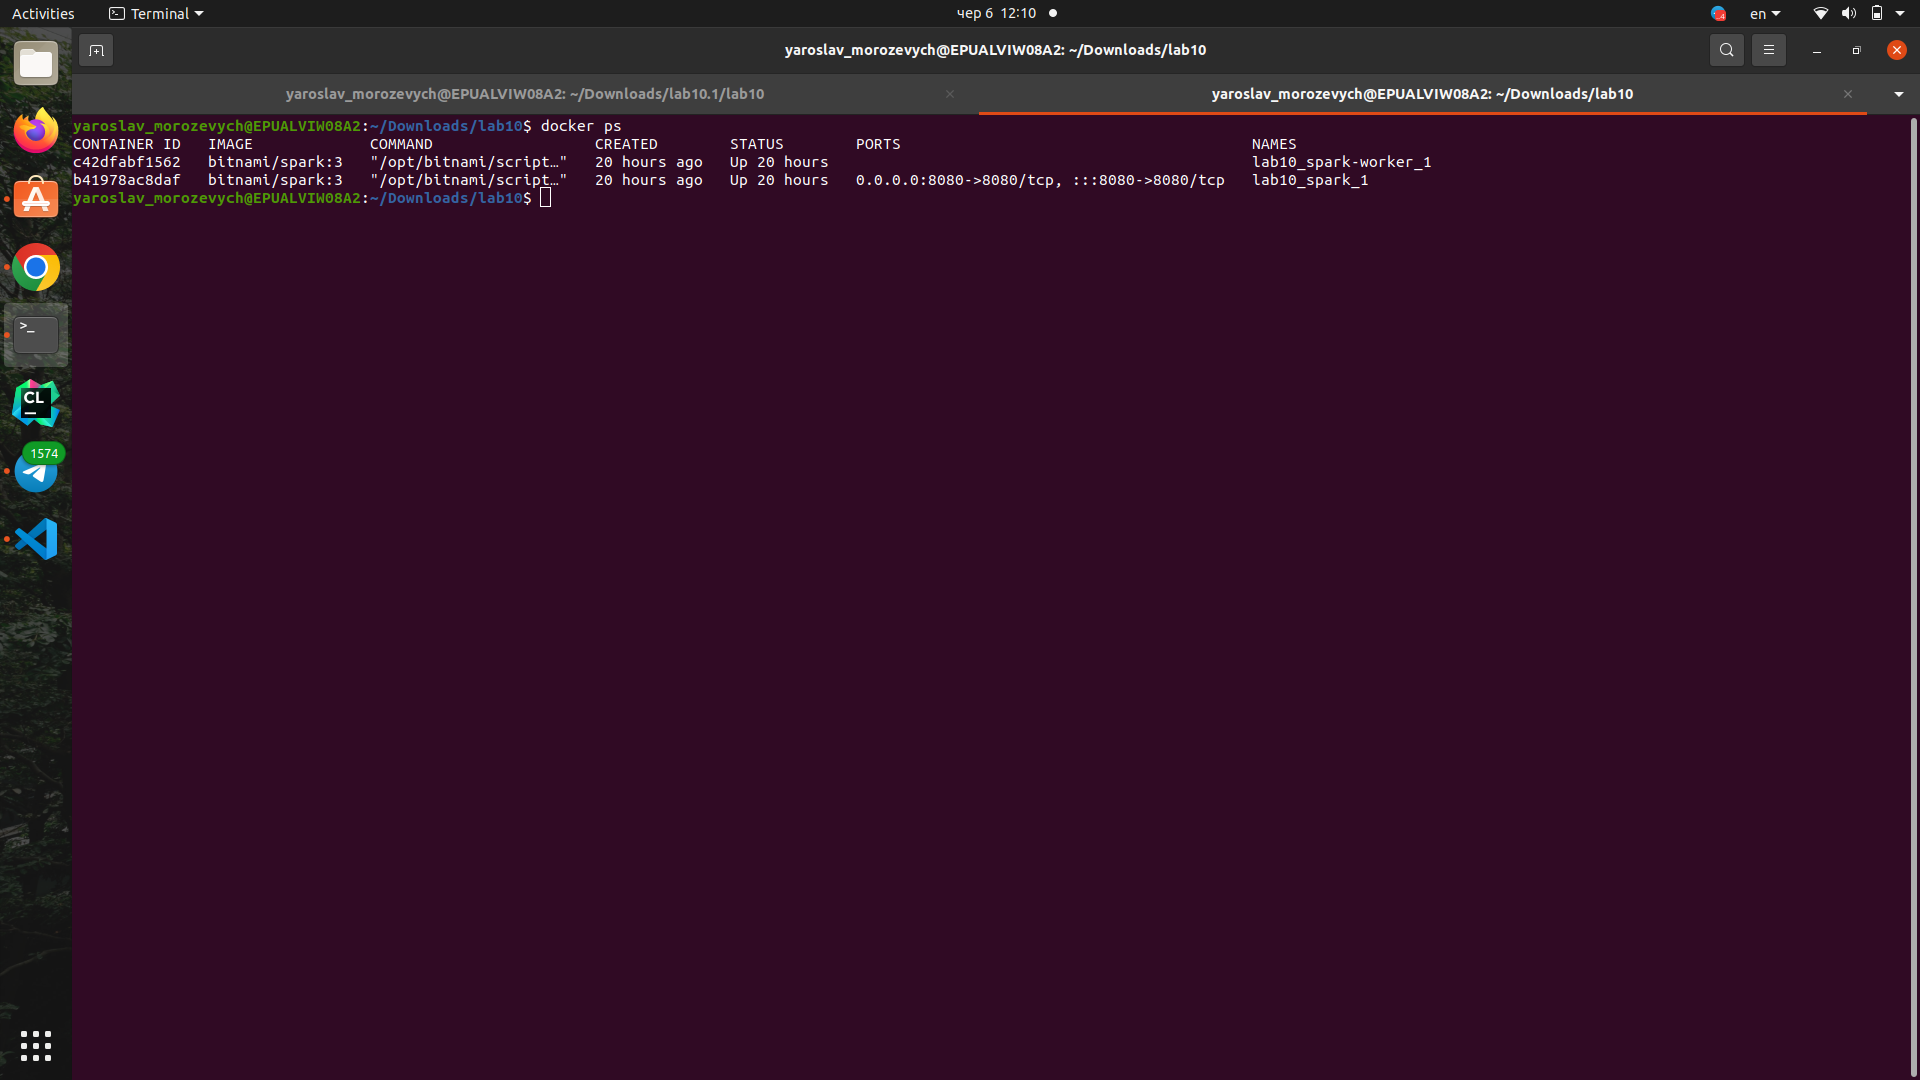 Activities
Terminal
чер 6 12:10
en
yaroslav_morozevych@EPUALVIW08A2: ~/Downloads/lab10
yaroslav_morozevych@EPUALVIW08A2: ~/Downloads/lab10.1/lab10
yaroslav_morozevych@EPUALVIW08A2: ~/Downloads/lab10
yaroslav_morozevych@EPUALVIW08A2:~/Downloads/lab10$ docker ps
CONTAINER ID IMAGE COMMAND CREATED STATUS PORTS NAMES
c42dfabf1562 bitnami/spark:3 "/opt/bitnami/script…" 20 hours ago Up 20 hours lab10_spark-worker_1
b41978ac8daf bitnami/spark:3 "/opt/bitnami/script…" 20 hours ago Up 20 hours 0.0.0.0:8080->8080/tcp, :::8080->8080/tcp lab10_spark_1
yaroslav_morozevych@EPUALVIW08A2:~/Downloads/lab10$
>_
CL
1574